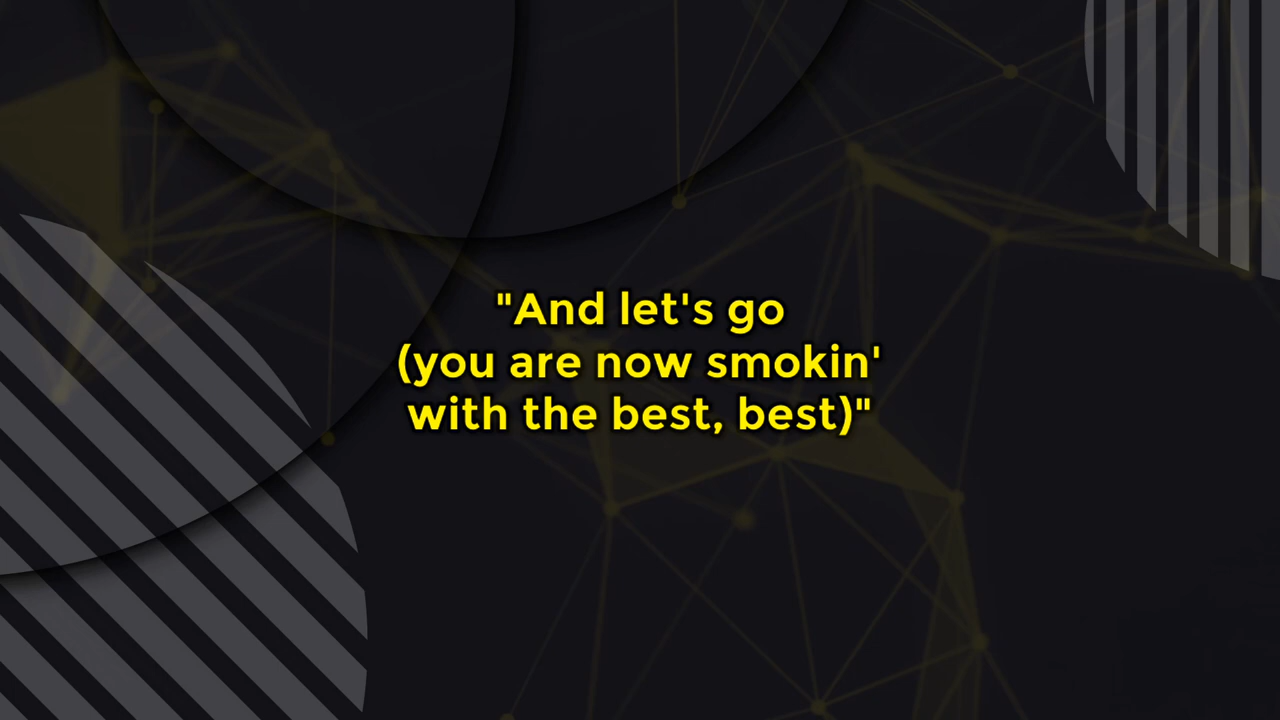 "And let's go
(you are now smokin'
with the best, best)"